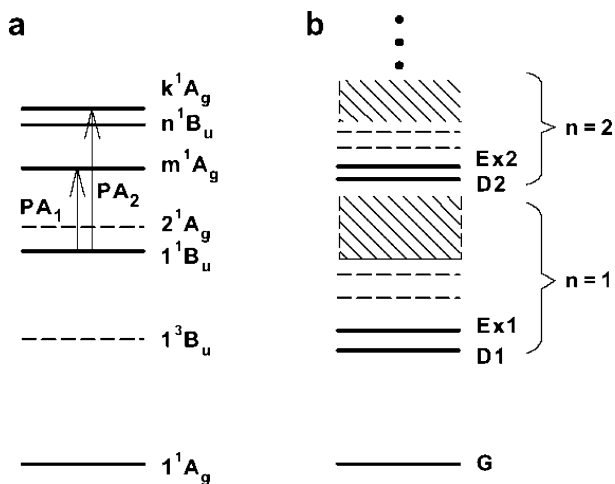 a
k¹Ag
n¹Bu
m¹Ag
PA₁
PA₂
2¹Ag
1¹Bu
1³Bu
1¹Ag
b
n = 2
Ex2
D2
n = 1
Ex1
D1
G